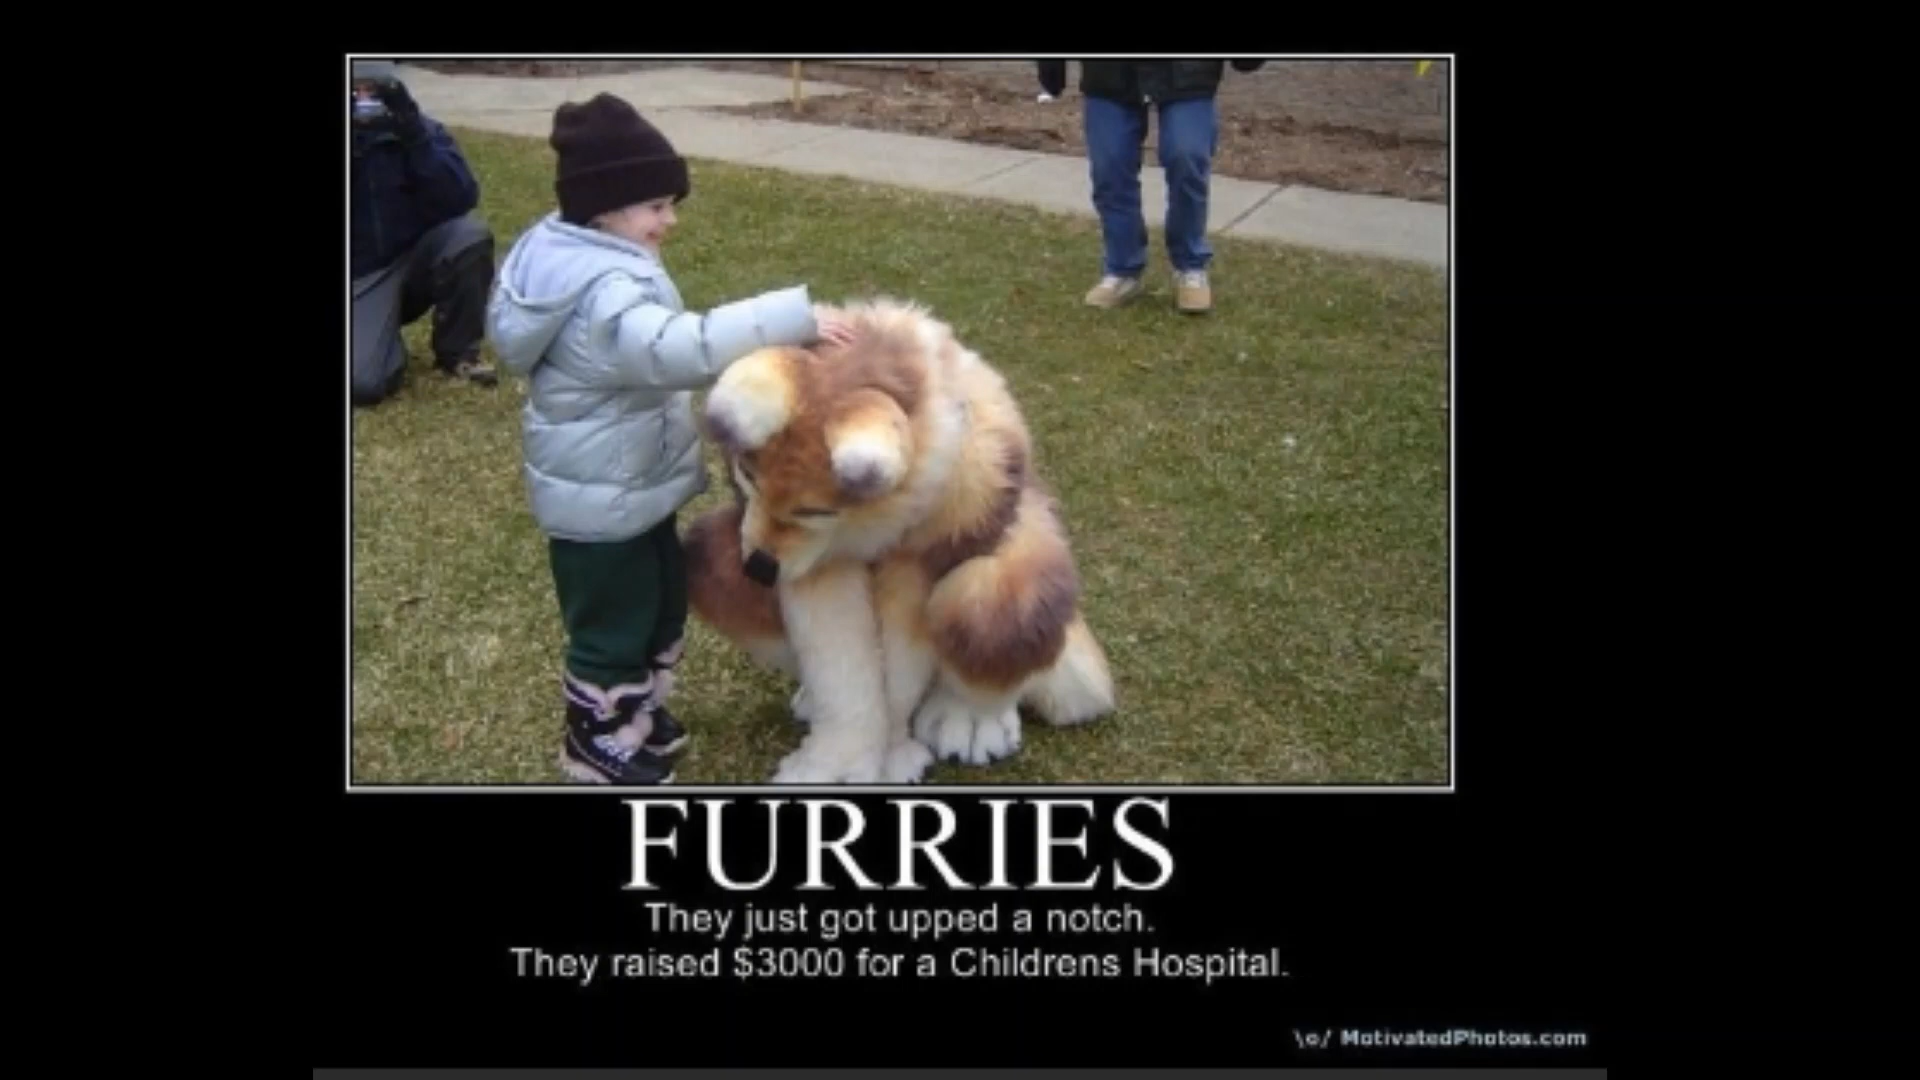 FURRIES
They just got upped a notch.
They raised $3000 for a Childrens Hospital.
\o/ MotivatedPhotos.com